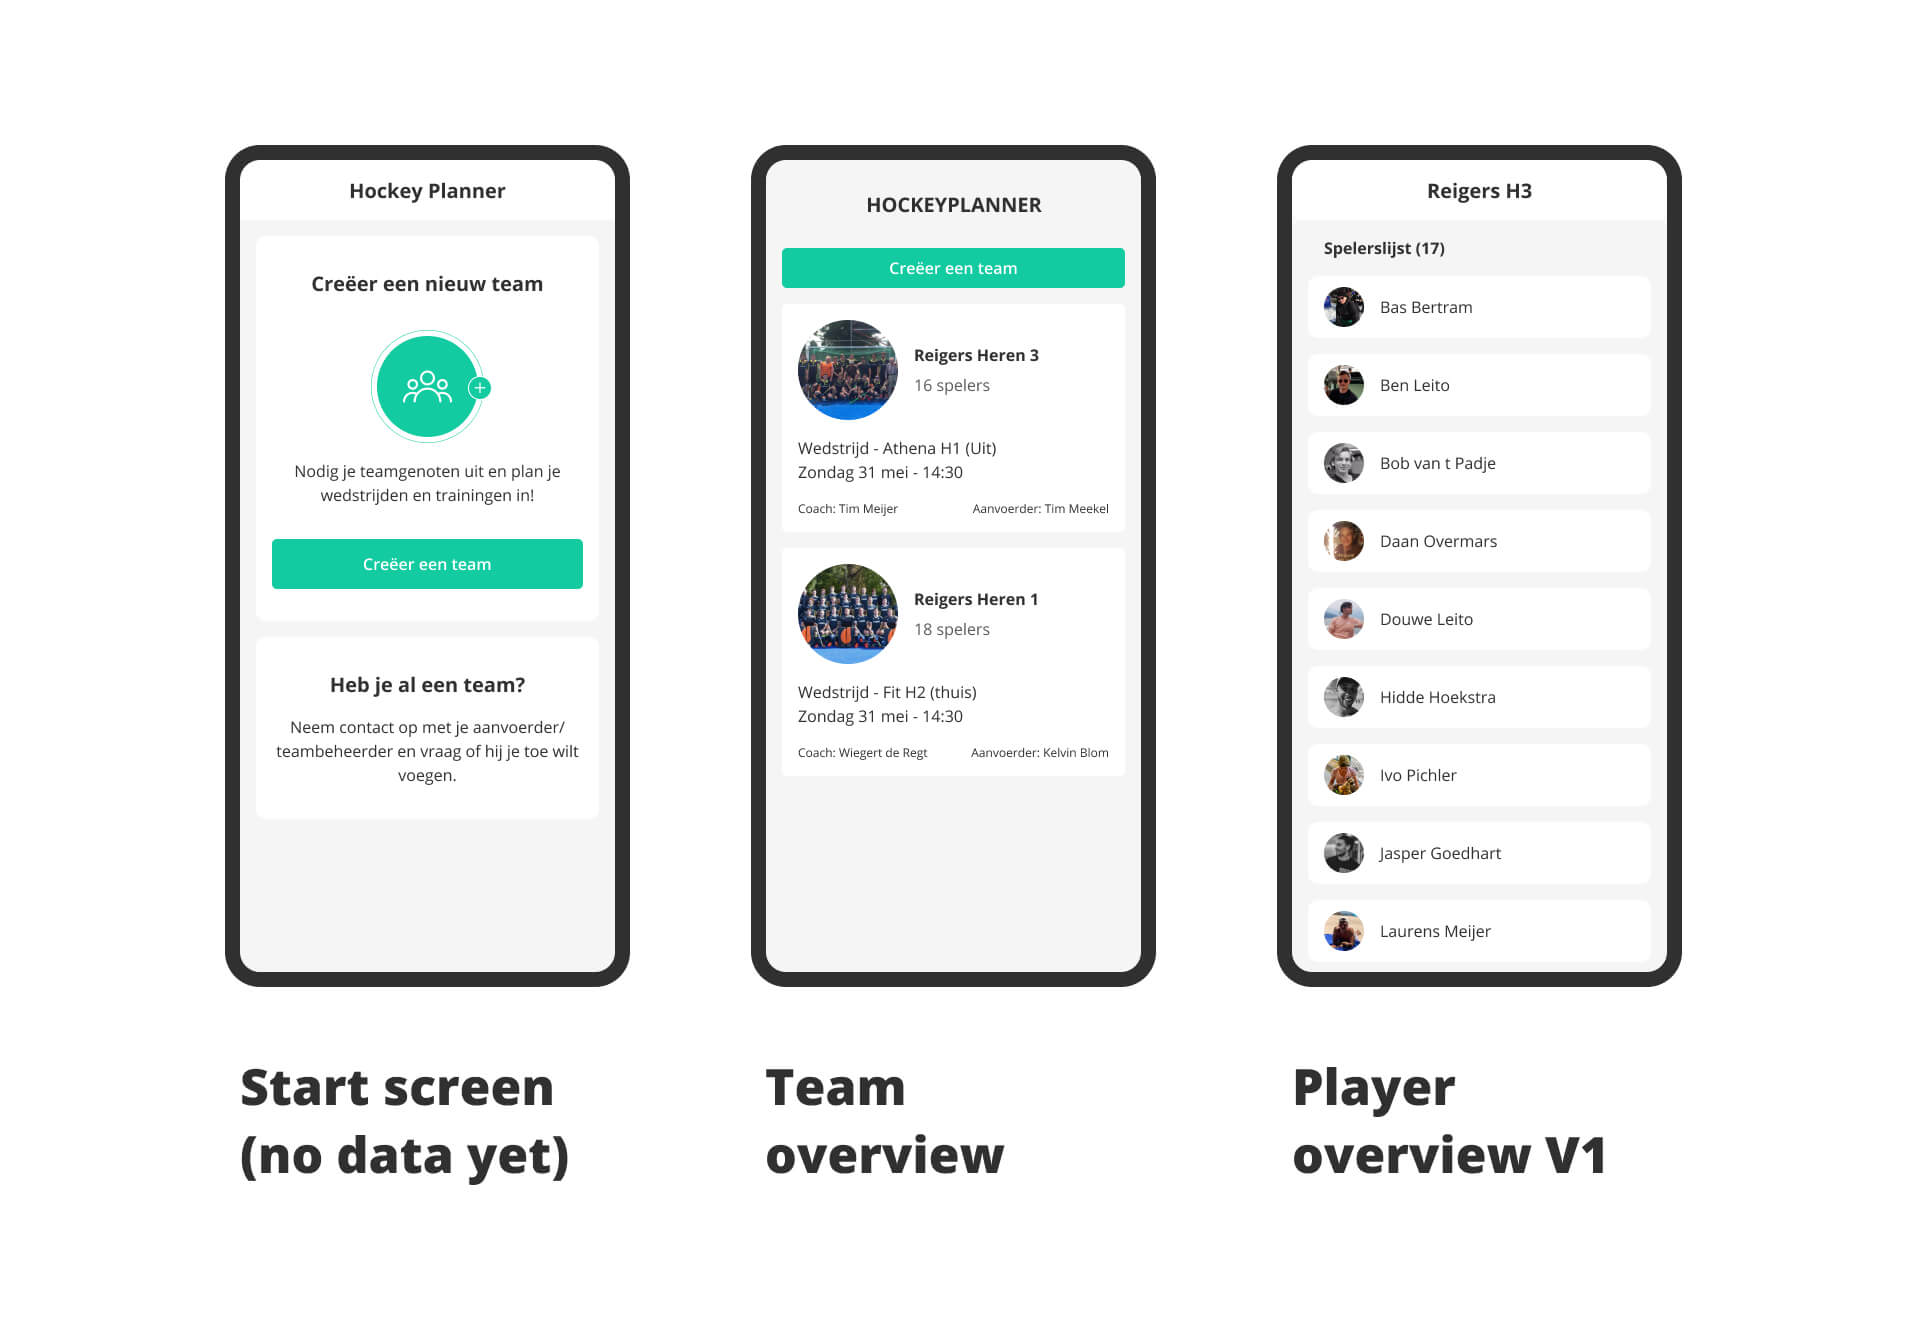 Hockey Planner
Creëer een nieuw team
Nodig je teamgenoten uit en plan je
wedstrijden en trainingen in!
Creëer een team
Heb je al een team?
Neem contact op met je aanvoerder/
teambeheerder en vraag of hij je toe wilt
voegen.
Start screen
(no data yet)
HOCKEYPLANNER
Creëer een team
Reigers Heren 3
16 spelers
Wedstrijd - Athena H1 (Uit)
Zondag 31 mei - 14:30
Coach: Tim Meijer
Aanvoerder: Tim Meekel
Reigers Heren 1
18 spelers
Wedstrijd - Fit H2 (thuis)
Zondag 31 mei - 14:30
Coach: Wiegert de Regt
Aanvoerder: Kelvin Blom
Team
overview
Reigers H3
Spelerslijst (17)
Bas Bertram
Ben Leito
Bob van t Padje
Daan Overmars
Douwe Leito
Hidde Hoekstra
Ivo Pichler
Jasper Goedhart
Laurens Meijer
Player
overview V1